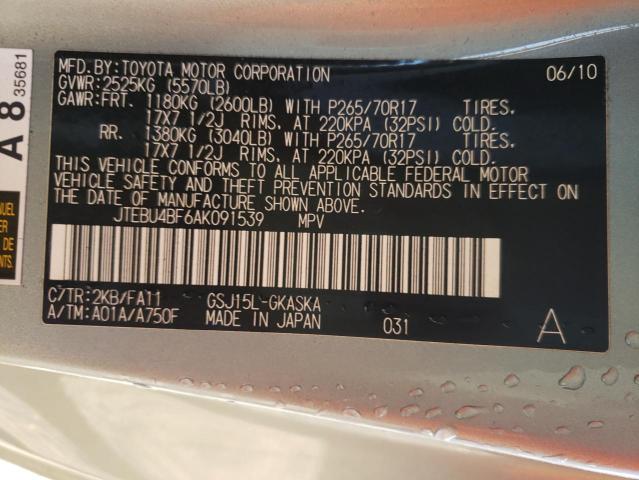 A 8
35681
NUEL
DE
ENTS.
MFD.BY:TOYOTA MOTOR CORPORATION 06/10
GVWR:2525KG (5570LB)
GAWR:FRT. 1180KG (2600LB) WITH P265/70R17 TIRES.
17X7 1/2J RIMS. AT 220KPA (32PSI) COLD.
RR. 1380KG (3040LB) WITH P265/70R17 TIRES.
17X7 1/2J RIMS. AT 220KPA (32PSI) COLD.
THIS VEHICLE CONFORMS TO ALL APPLICABLE FEDERAL MOTOR
VEHICLE SAFETY AND THEFT PREVENTION STANDARDS IN EFFECT ON
THE DATE OF MANUFACTURE SHOWN ABOVE.
JTEBU4BF6AK091539 MPV
C/TR:2KB/FA11 GSJ15L-GKASKA
A/TM:A01A/A750F MADE IN JAPAN 031 A